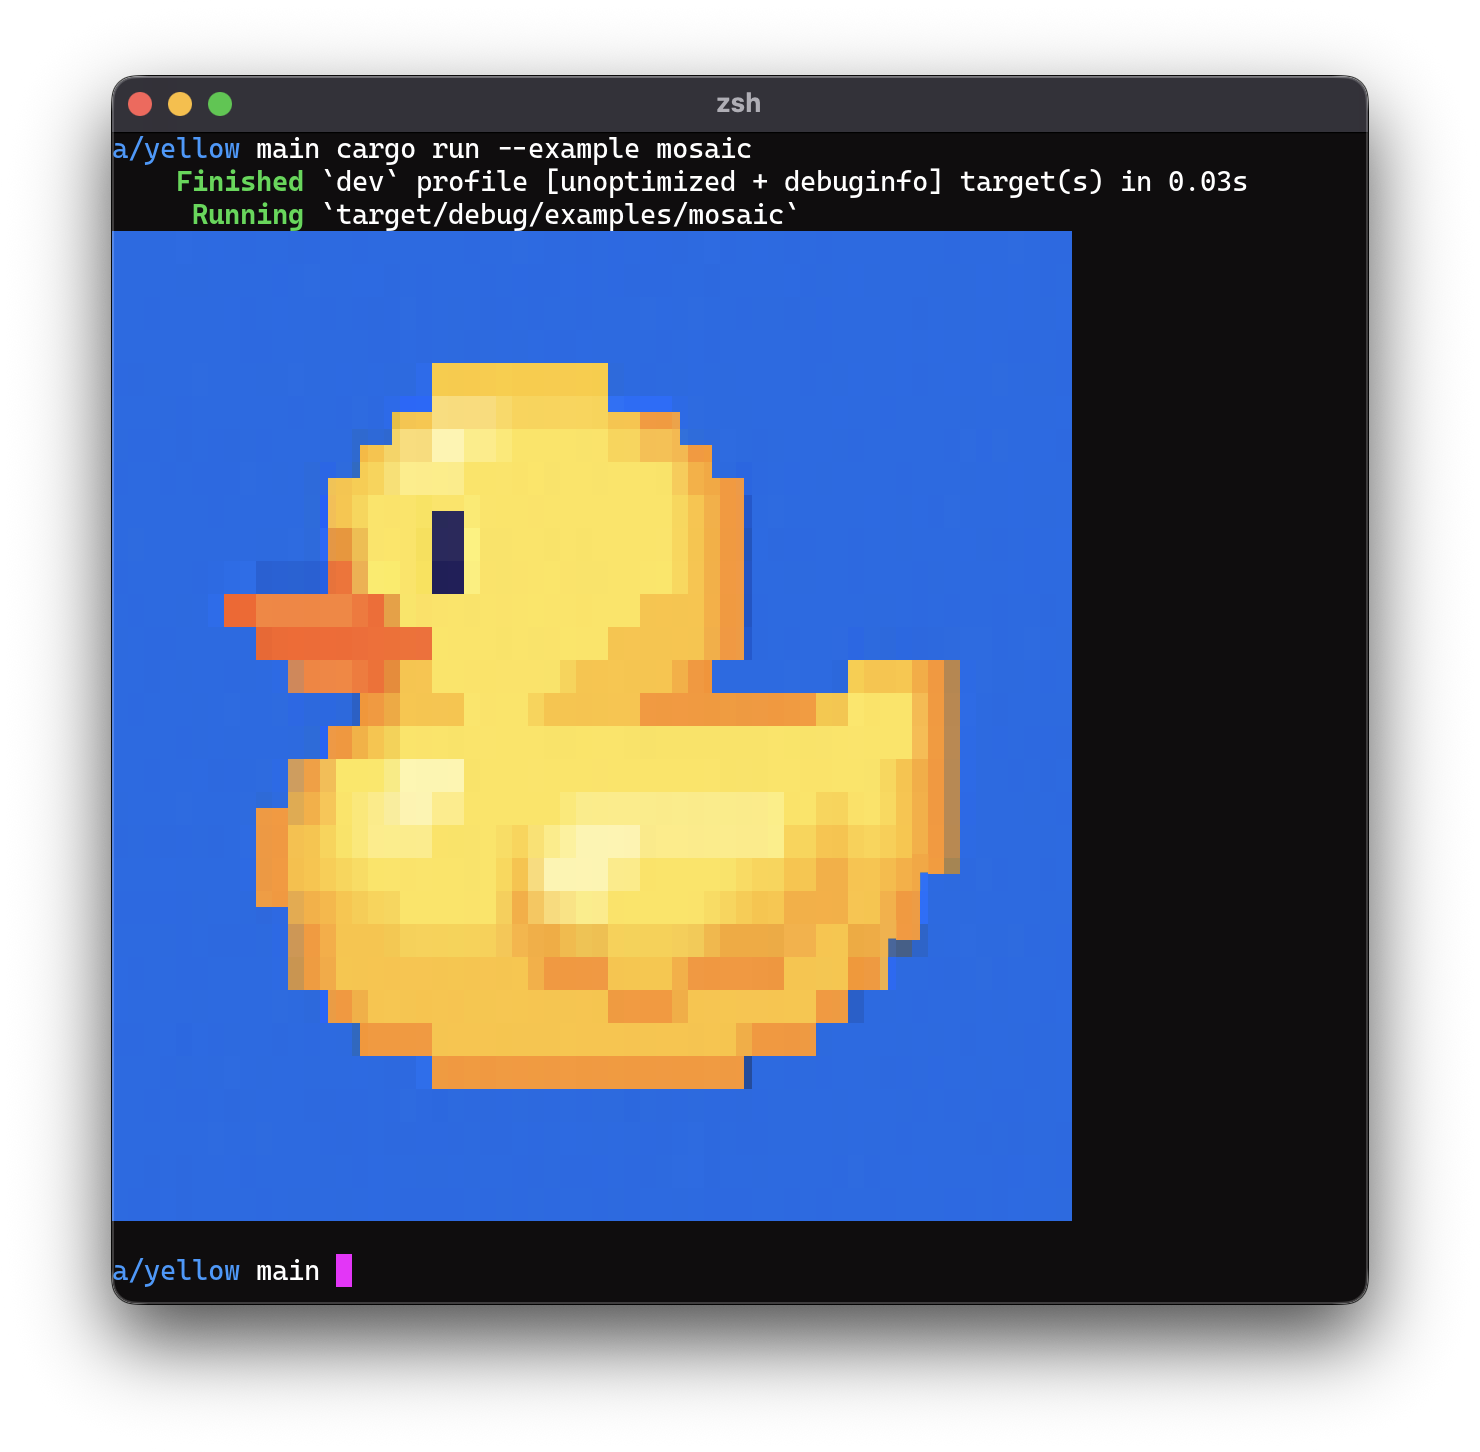 zsh
a/yellow main cargo run --example mosaic
Finished `dev` profile [unoptimized + debuginfo] target(s) in 0.03s
Running `target/debug/examples/mosaic`
a/yellow main